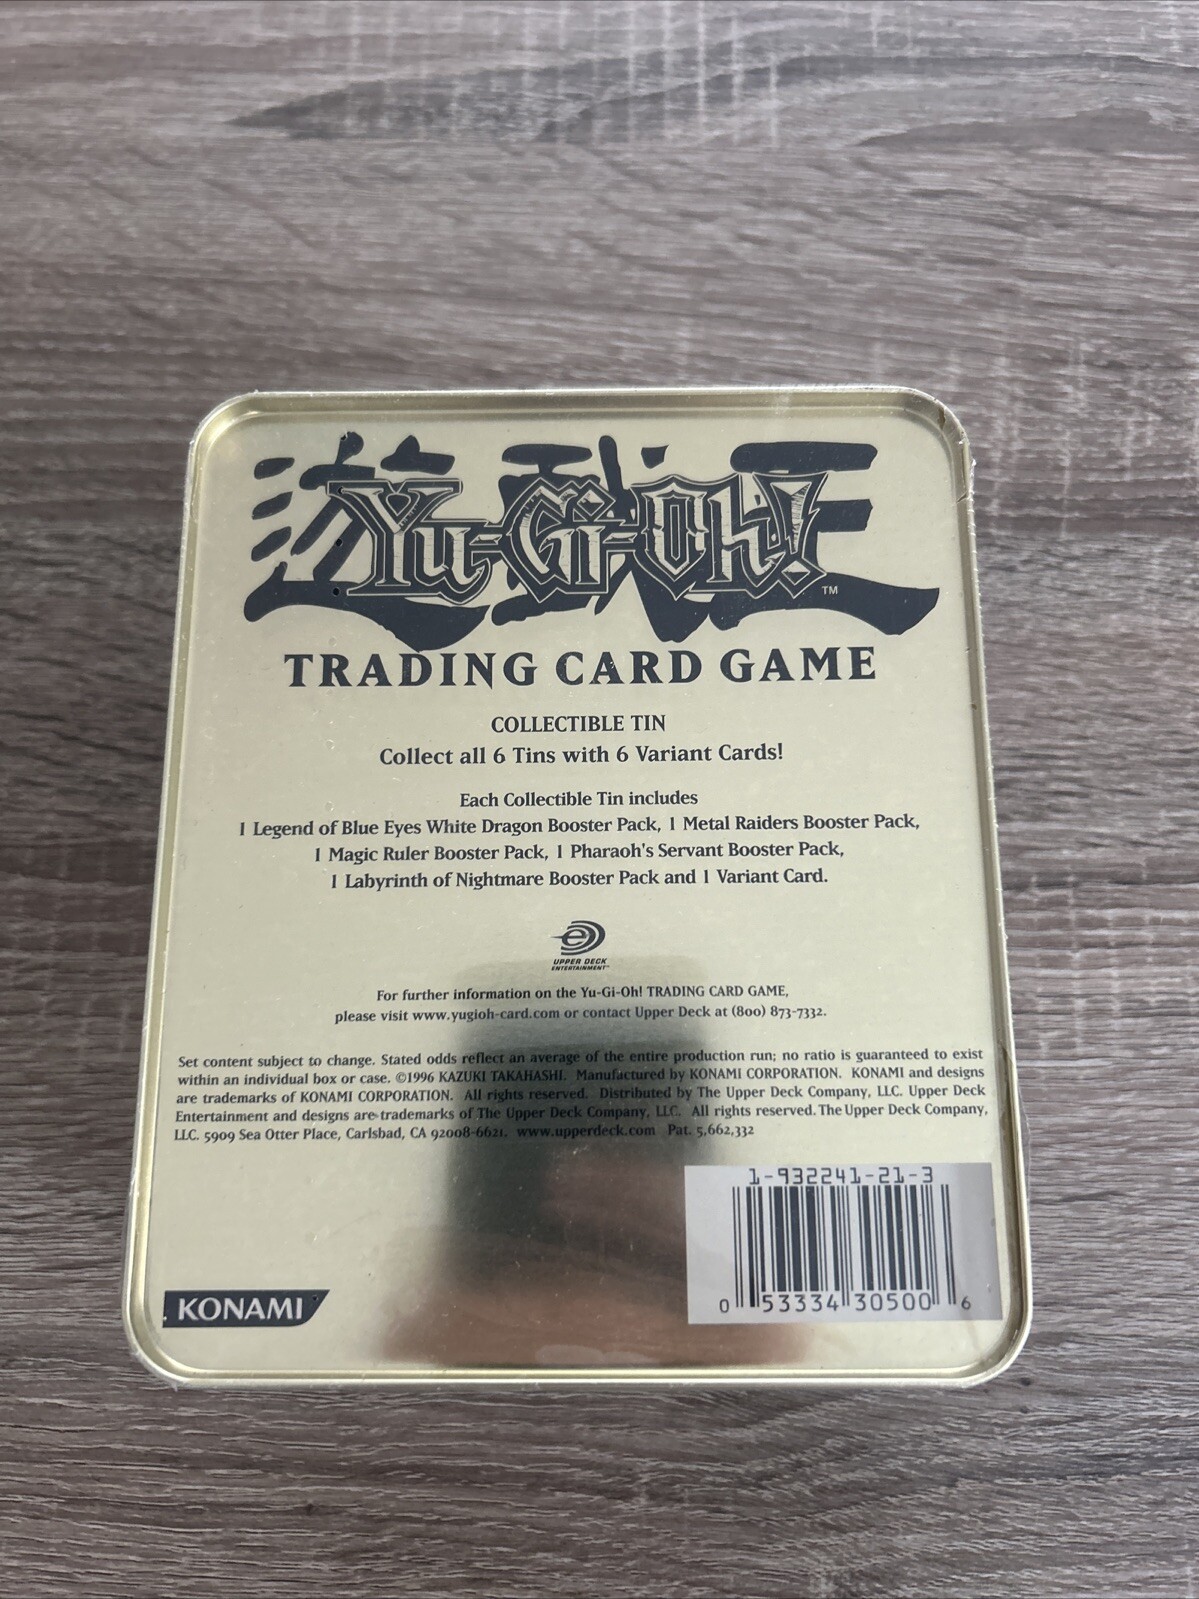 遊戯王
Yu-Gi-Oh!™
TRADING CARD GAME
COLLECTIBLE TIN
Collect all 6 Tins with 6 Variant Cards!
Each Collectible Tin includes
1 Legend of Blue Eyes White Dragon Booster Pack, 1 Metal Raiders Booster Pack,
1 Magic Ruler Booster Pack, 1 Pharaoh's Servant Booster Pack,
1 Labyrinth of Nightmare Booster Pack and 1 Variant Card.
UPPER DECK
ENTERTAINMENT™
For further information on the Yu-Gi-Oh! TRADING CARD GAME,
please visit www.yugioh-card.com or contact Upper Deck at (800) 873-7332.
Set content subject to change. Stated odds reflect an average of the entire production run; no ratio is guaranteed to exist
within an individual box or case. ©1996 KAZUKI TAKAHASHI. Manufactured by KONAMI CORPORATION. KONAMI and designs
are trademarks of KONAMI CORPORATION. All rights reserved. Distributed by The Upper Deck Company, LLC. Upper Deck
Entertainment and designs are trademarks of The Upper Deck Company, LLC. All rights reserved. The Upper Deck Company,
LLC. 5909 Sea Otter Place, Carlsbad, CA 92008-6621. www.upperdeck.com Pat. 5,662,332
1-932241-21-3
0 53334 30500 6
KONAMI